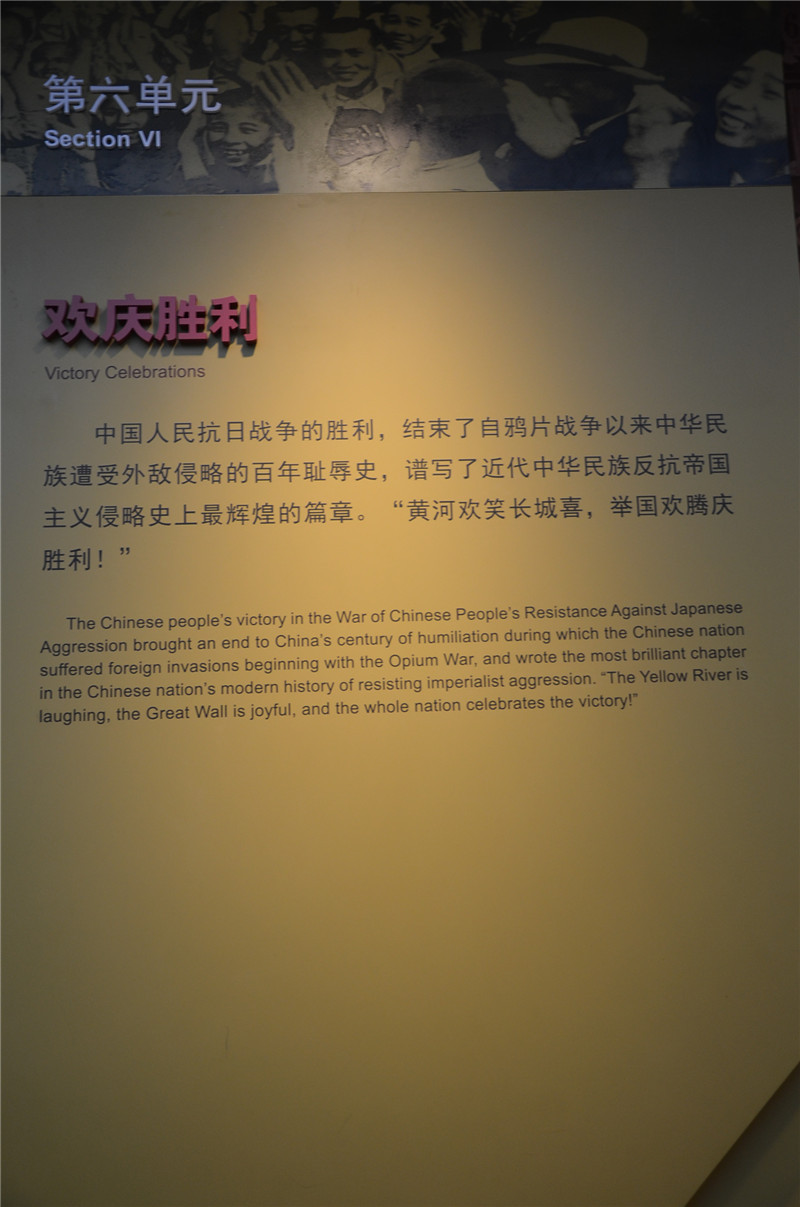 第六单元
Section VI
欢庆胜利
Victory Celebrations
中国人民抗日战争的胜利，结束了自鸦片战争以来中华民
族遭受外敌侵略的百年耻辱史，谱写了近代中华民族反抗帝国
主义侵略史上最辉煌的篇章。“黄河欢笑长城喜，举国欢腾庆
胜利！”
The Chinese people's victory in the War of Chinese People's Resistance Against Japanese
Aggression brought an end to China's century of humiliation during which the Chinese nation
suffered foreign invasions beginning with the Opium War, and wrote the most brilliant chapter
in the Chinese nation's modern history of resisting imperialist aggression. “The Yellow River is
laughing, the Great Wall is joyful, and the whole nation celebrates the victory!”